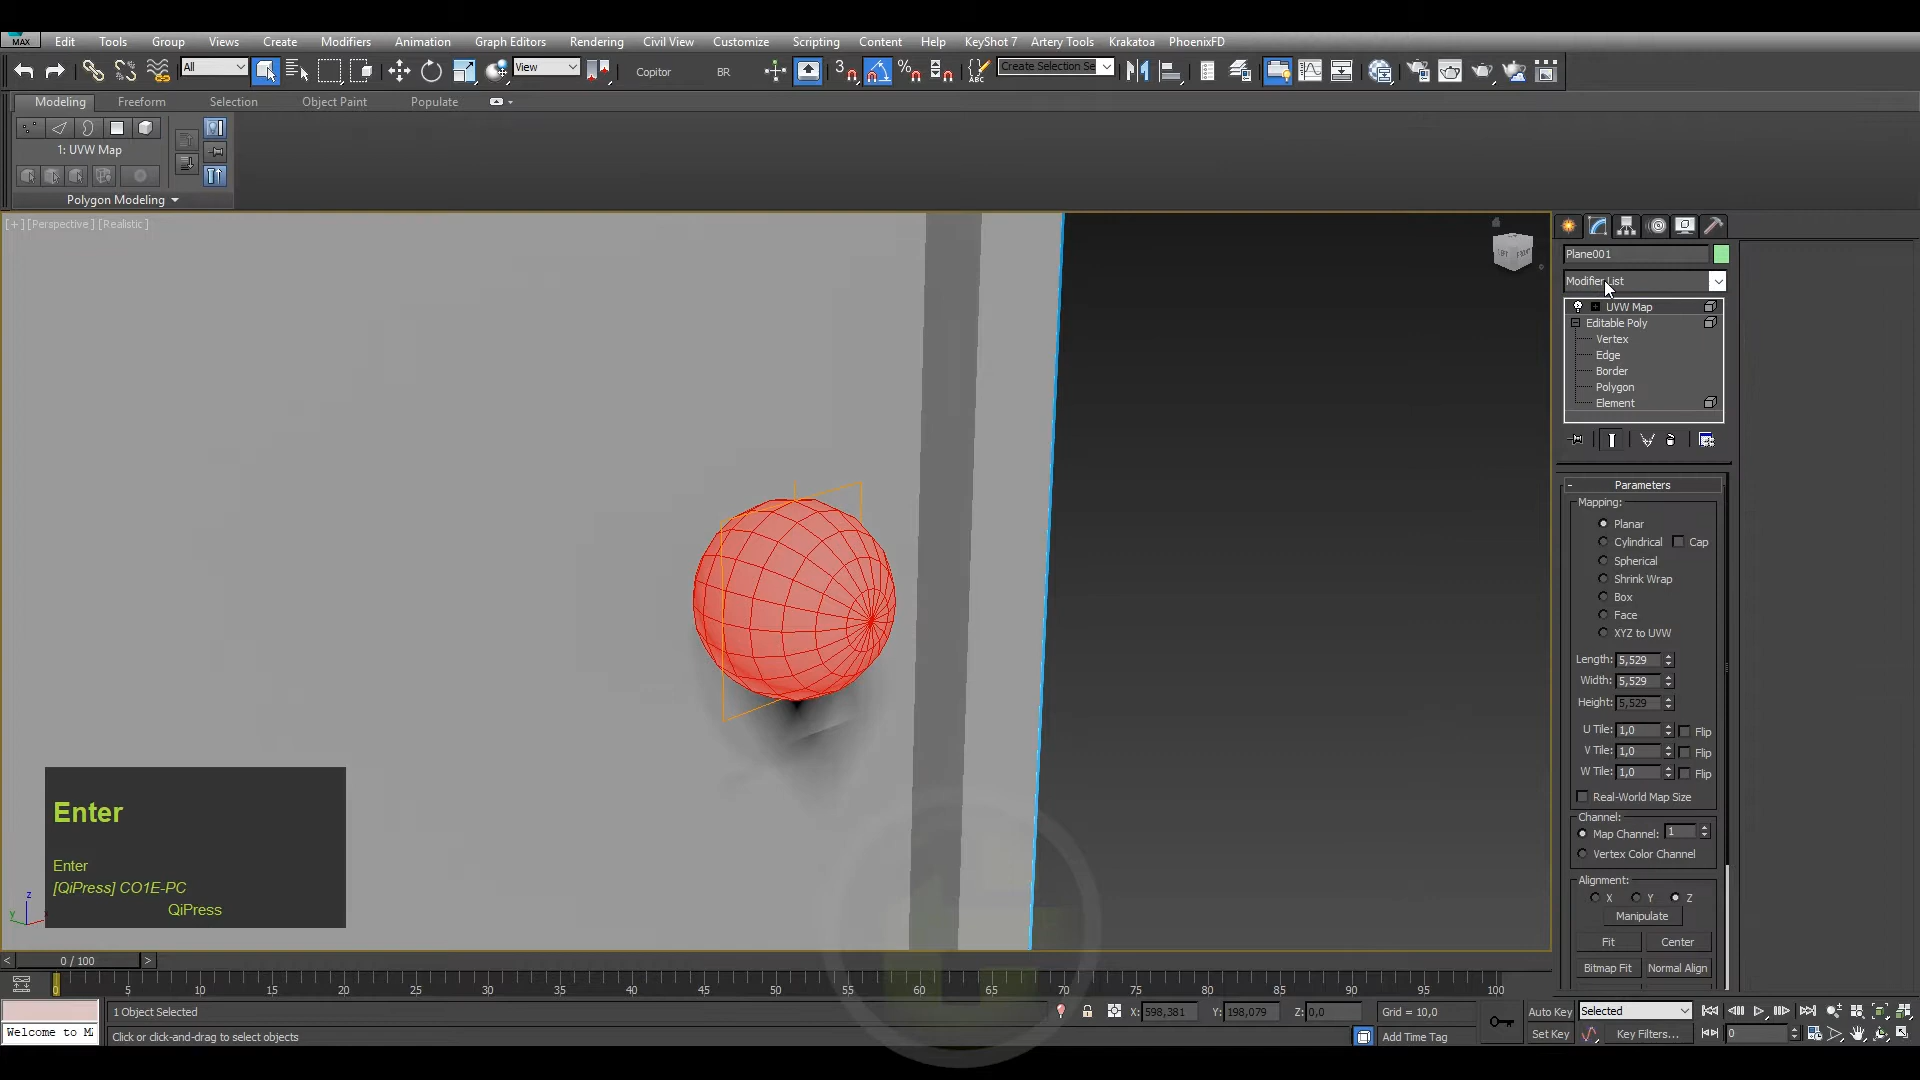 MAX Edit Tools Group Views Create Modifiers Animation Graph Editors Rendering Civil View Customize Scripting Content Help KeyShot 7 Artery Tools Krakatoa PhoenixFD
All View Copitor BR 3 % ABC Create Selection Se
Modeling Freeform Selection Object Paint Populate
1: UVW Map
Polygon Modeling
[+] [Perspective] [Realistic]
Plane001
Modifier List
UVW Map
Editable Poly
Vertex
Edge
Border
Polygon
Element
- Parameters
Mapping:
Planar
Cylindrical Cap
Spherical
Shrink Wrap
Box
Face
XYZ to UVW
Length: 5,529
Width: 5,529
Height: 5,529
U Tile: 1,0 Flip
V Tile: 1,0 Flip
W Tile: 1,0 Flip
Real-World Map Size
Channel:
Map Channel: 1
Vertex Color Channel
Alignment:
X Y Z
Manipulate
Fit Center
Bitmap Fit Normal Align
Enter
Enter
[QiPress] CO1E-PC
QiPress
z
y
< 0 / 100 >
0 5 10 15 20 25 30 35 40 45 50 55 60 65 70 75 80 85 90 95 100
1 Object Selected X: 598,381 Y: 198,079 Z: 0,0 Grid = 10,0 Auto Key Selected
Welcome to M Click or click-and-drag to select objects Add Time Tag Set Key Key Filters... 0